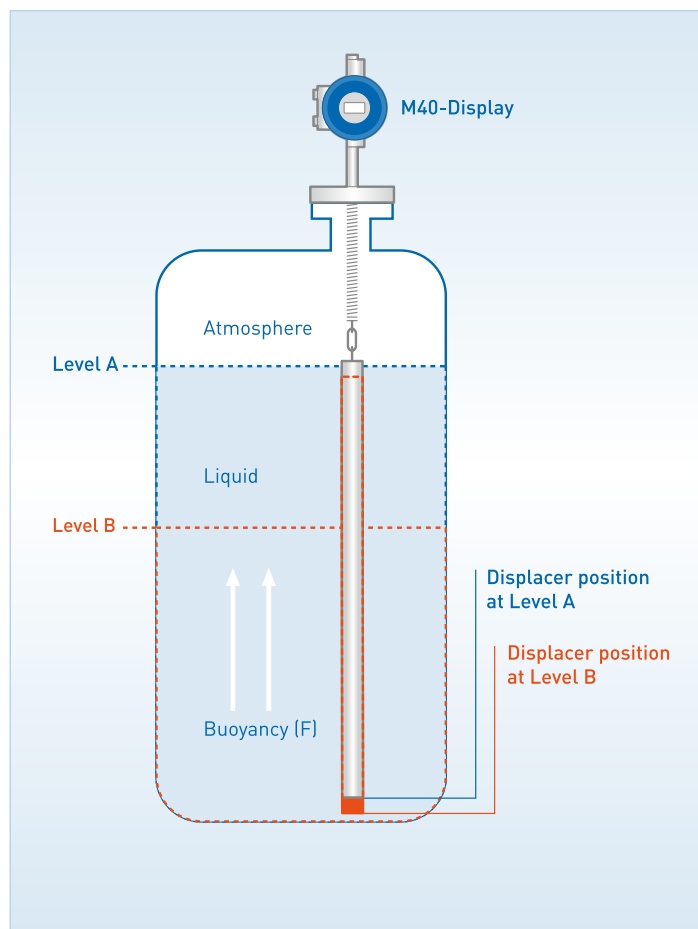 M40-Display
Atmosphere
Level A
Liquid
Level B
Displacer position
at Level A
Displacer position
at Level B
Buoyancy (F)